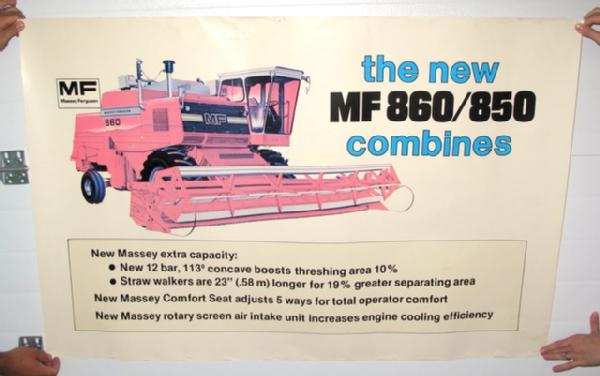 the new
MF 860/850
combines
MF
Massey Ferguson
860
MF
New Massey extra capacity:
● New 12 bar, 113° concave boosts threshing area 10%
● Straw walkers are 23" (.58 m) longer for 19% greater separating area
New Massey Comfort Seat adjusts 5 ways for total operator comfort
New Massey rotary screen air intake unit increases engine cooling efficiency